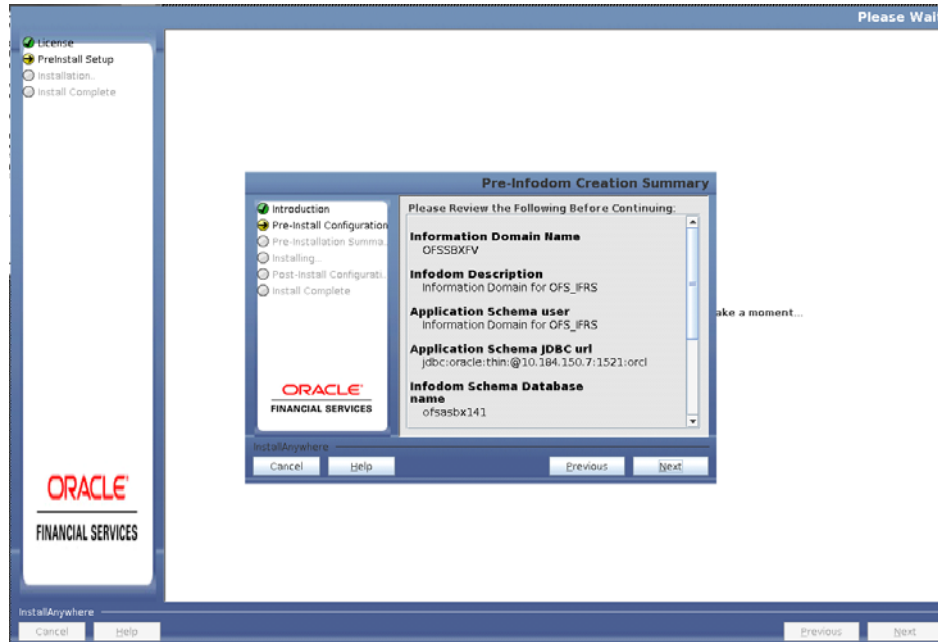 Please Wai
License
PreInstall Setup
Installation..
Install Complete
Pre-Infodom Creation Summary
Introduction
Pre-Install Configuration
Pre-Installation Summa..
Installing...
Post-Install Configurati..
Install Complete
ORACLE
FINANCIAL SERVICES
Please Review the Following Before Continuing:
Information Domain Name
OFSSBXFV
Infodom Description
Information Domain for OFS_IFRS
Application Schema user
Information Domain for OFS_IFRS
Application Schema JDBC url
jdbc:oracle:thin:@10.184.150.7:1521:orcl
Infodom Schema Database
name
ofsasbx141
InstallAnywhere
Cancel
Help
Previous
Next
ake a moment...
ORACLE
FINANCIAL SERVICES
InstallAnywhere
Cancel
Help
Previous
Next